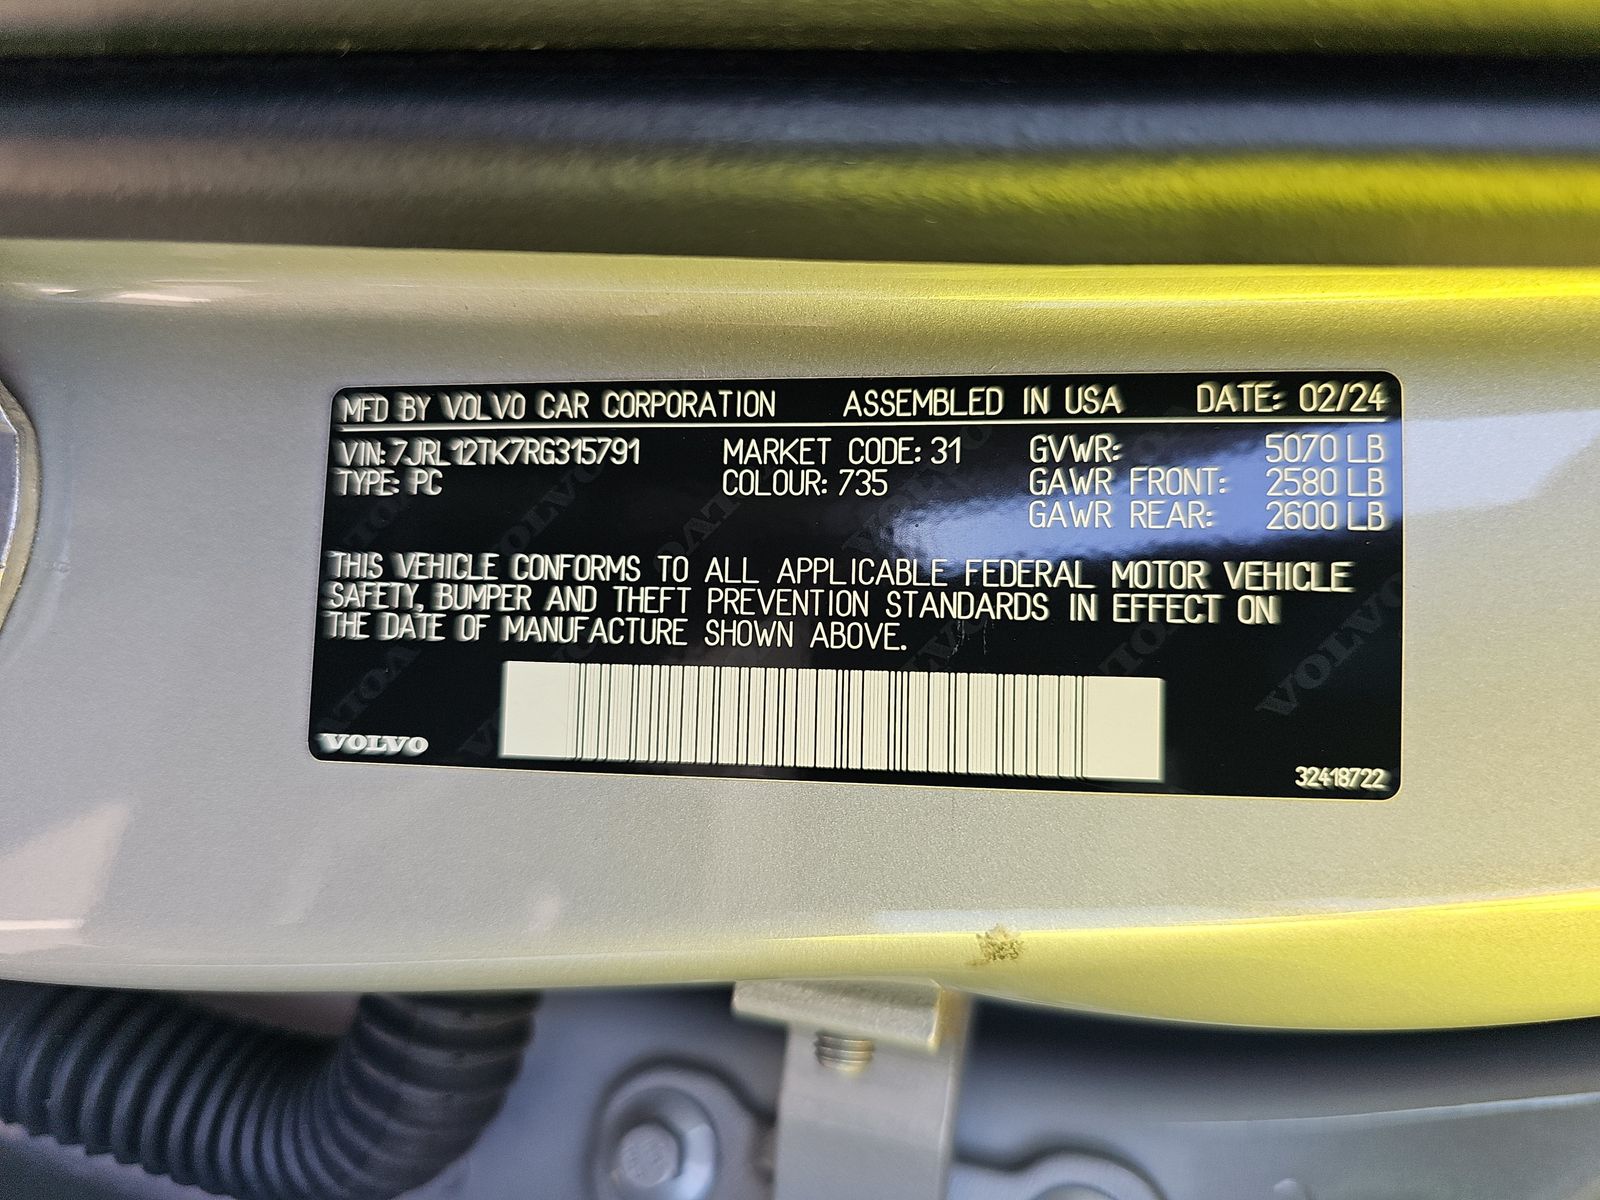 MFD BY VOLVO CAR CORPORATION ASSEMBLED IN USA DATE: 02/24
VIN: 7JRL12TK7RG315791 MARKET CODE: 31 GVWR: 5070 LB
TYPE: PC COLOUR: 735 GAWR FRONT: 2580 LB
GAWR REAR: 2600 LB
THIS VEHICLE CONFORMS TO ALL APPLICABLE FEDERAL MOTOR VEHICLE
SAFETY, BUMPER AND THEFT PREVENTION STANDARDS IN EFFECT ON
THE DATE OF MANUFACTURE SHOWN ABOVE.
VOLVO
32418722